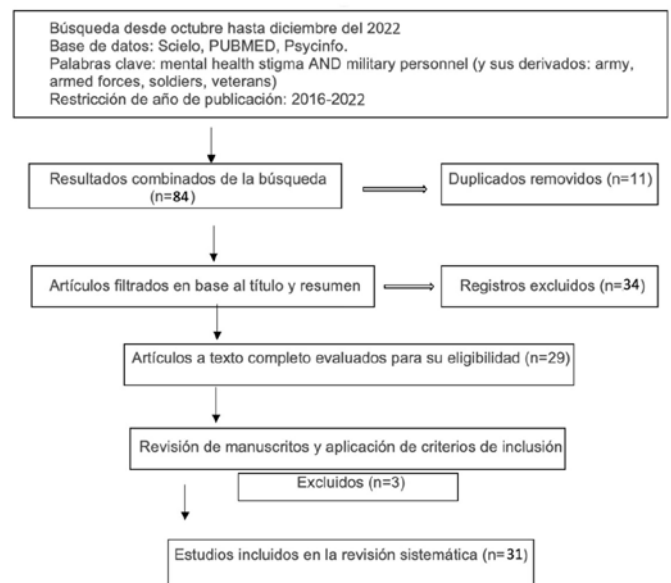 Búsqueda desde octubre hasta diciembre del 2022
Base de datos: Scielo, PUBMED, Psycinfo.
Palabras clave: mental health stigma AND military personnel (y sus derivados: army,
armed forces, soldiers, veterans)
Restricción de año de publicación: 2016-2022
Resultados combinados de la búsqueda
(n=84)
Duplicados removidos (n=11)
Artículos filtrados en base al título y resumen
Registros excluidos (n=34)
Artículos a texto completo evaluados para su eligibilidad (n=29)
Revisión de manuscritos y aplicación de criterios de inclusión
Excluidos (n=3)
Estudios incluidos en la revisión sistemática (n=31)